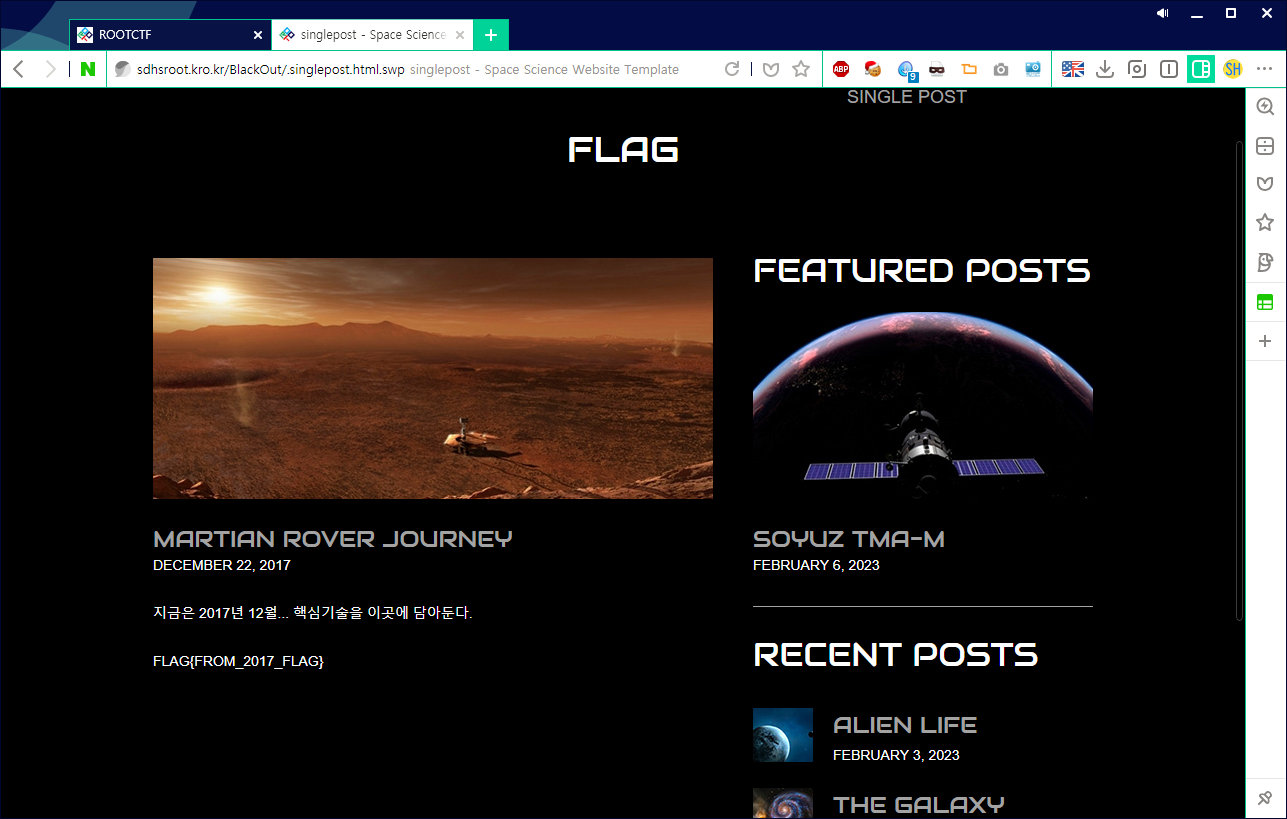 ROOTCTF
singlepost - Space Science
sdhsroot.kro.kr/BlackOut/.singlepost.html.swp singlepost - Space Science Website Template
ABP
9
SH
SINGLE POST
FLAG
MARTIAN ROVER JOURNEY
DECEMBER 22, 2017
지금은 2017년 12월... 핵심기술을 이곳에 담아둔다.
FLAG{FROM_2017_FLAG}
FEATURED POSTS
SOYUZ TMA-M
FEBRUARY 6, 2023
RECENT POSTS
ALIEN LIFE
FEBRUARY 3, 2023
THE GALAXY